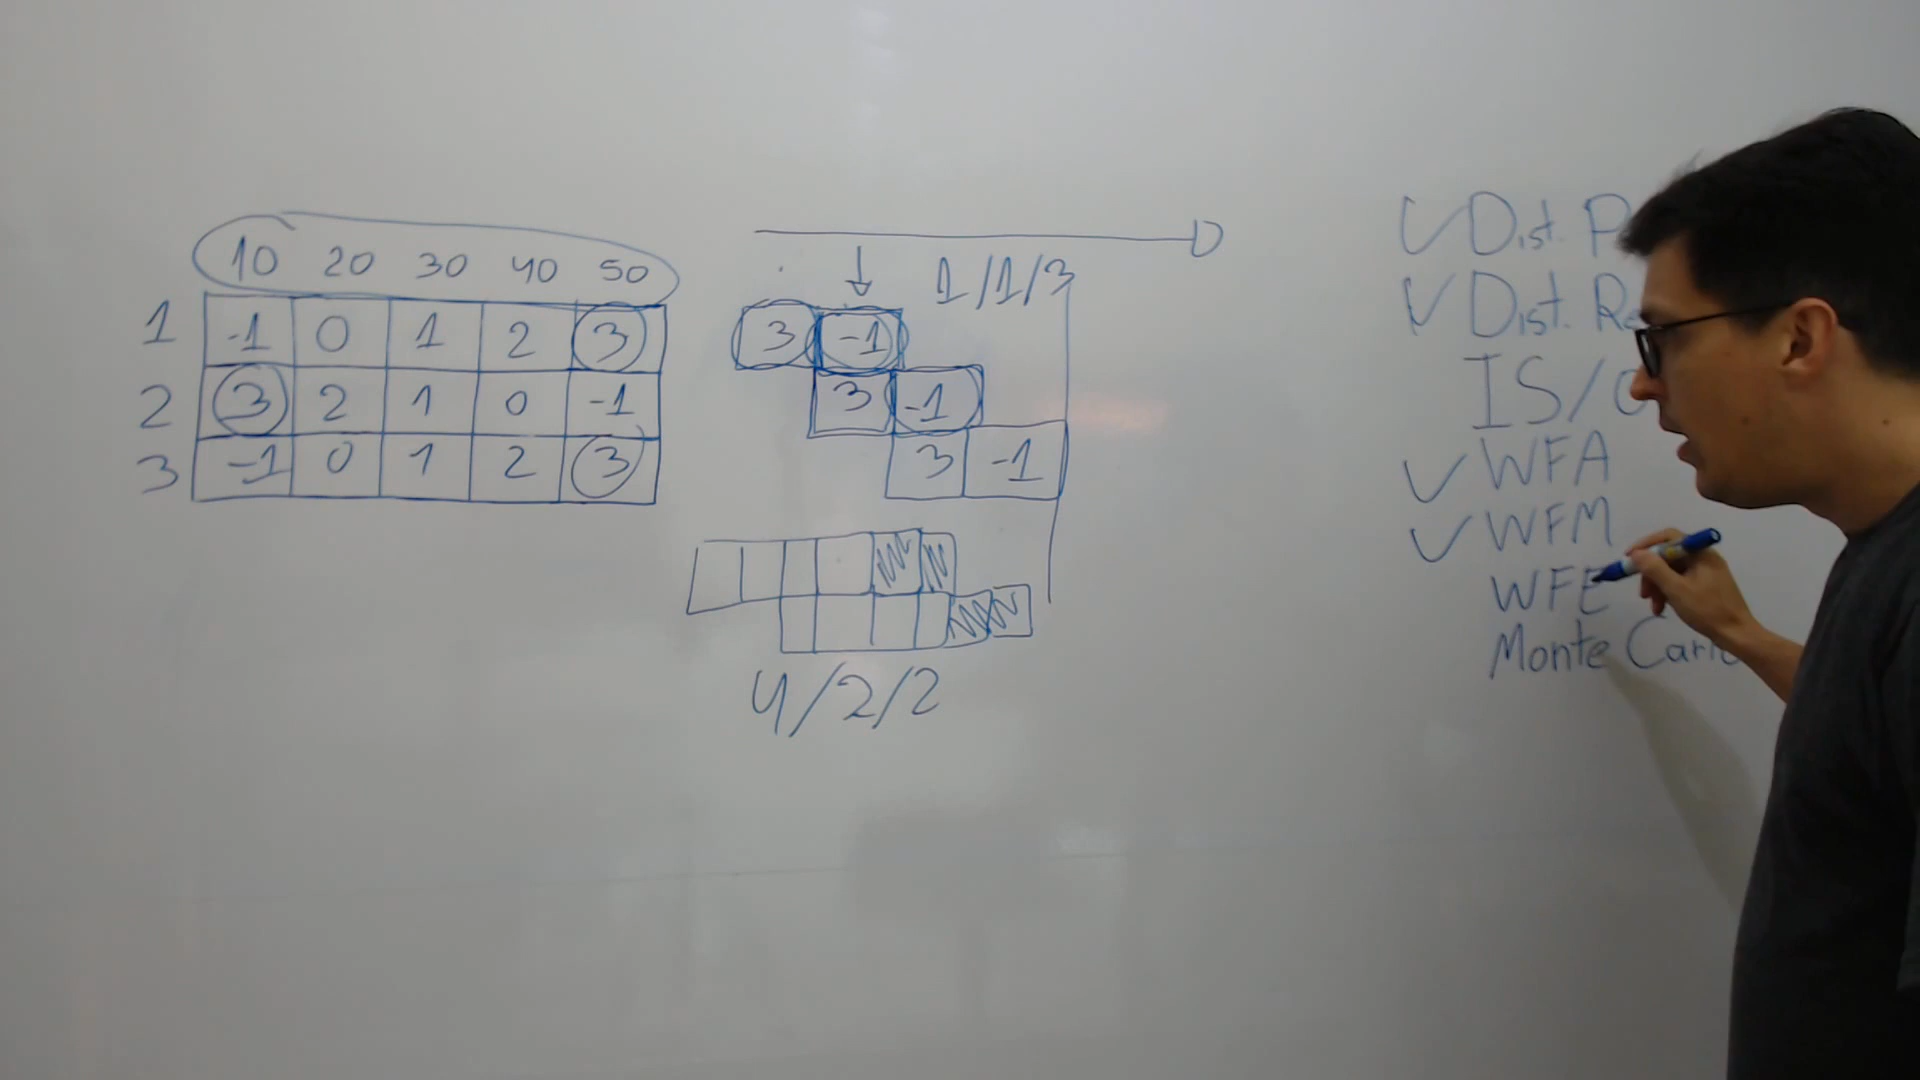 10 20 30 40 50
1 -1 0 1 2 3
2 3 2 1 0 -1
3 -1 0 1 2 3
1/1/3
3 -1
3 -1
3 -1
4/2/2
✓ Dist.
✓ Dist.
IS/
✓ WFA
✓ WFM
WFE
Monte Carlo